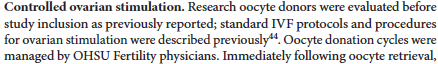 Controlled ovarian stimulation. Research oocyte donors were evaluated before
study inclusion as previously reported; standard IVF protocols and procedures
for ovarian stimulation were described previously44. Oocyte donation cycles were
managed by OHSU Fertility physicians. Immediately following oocyte retrieval,